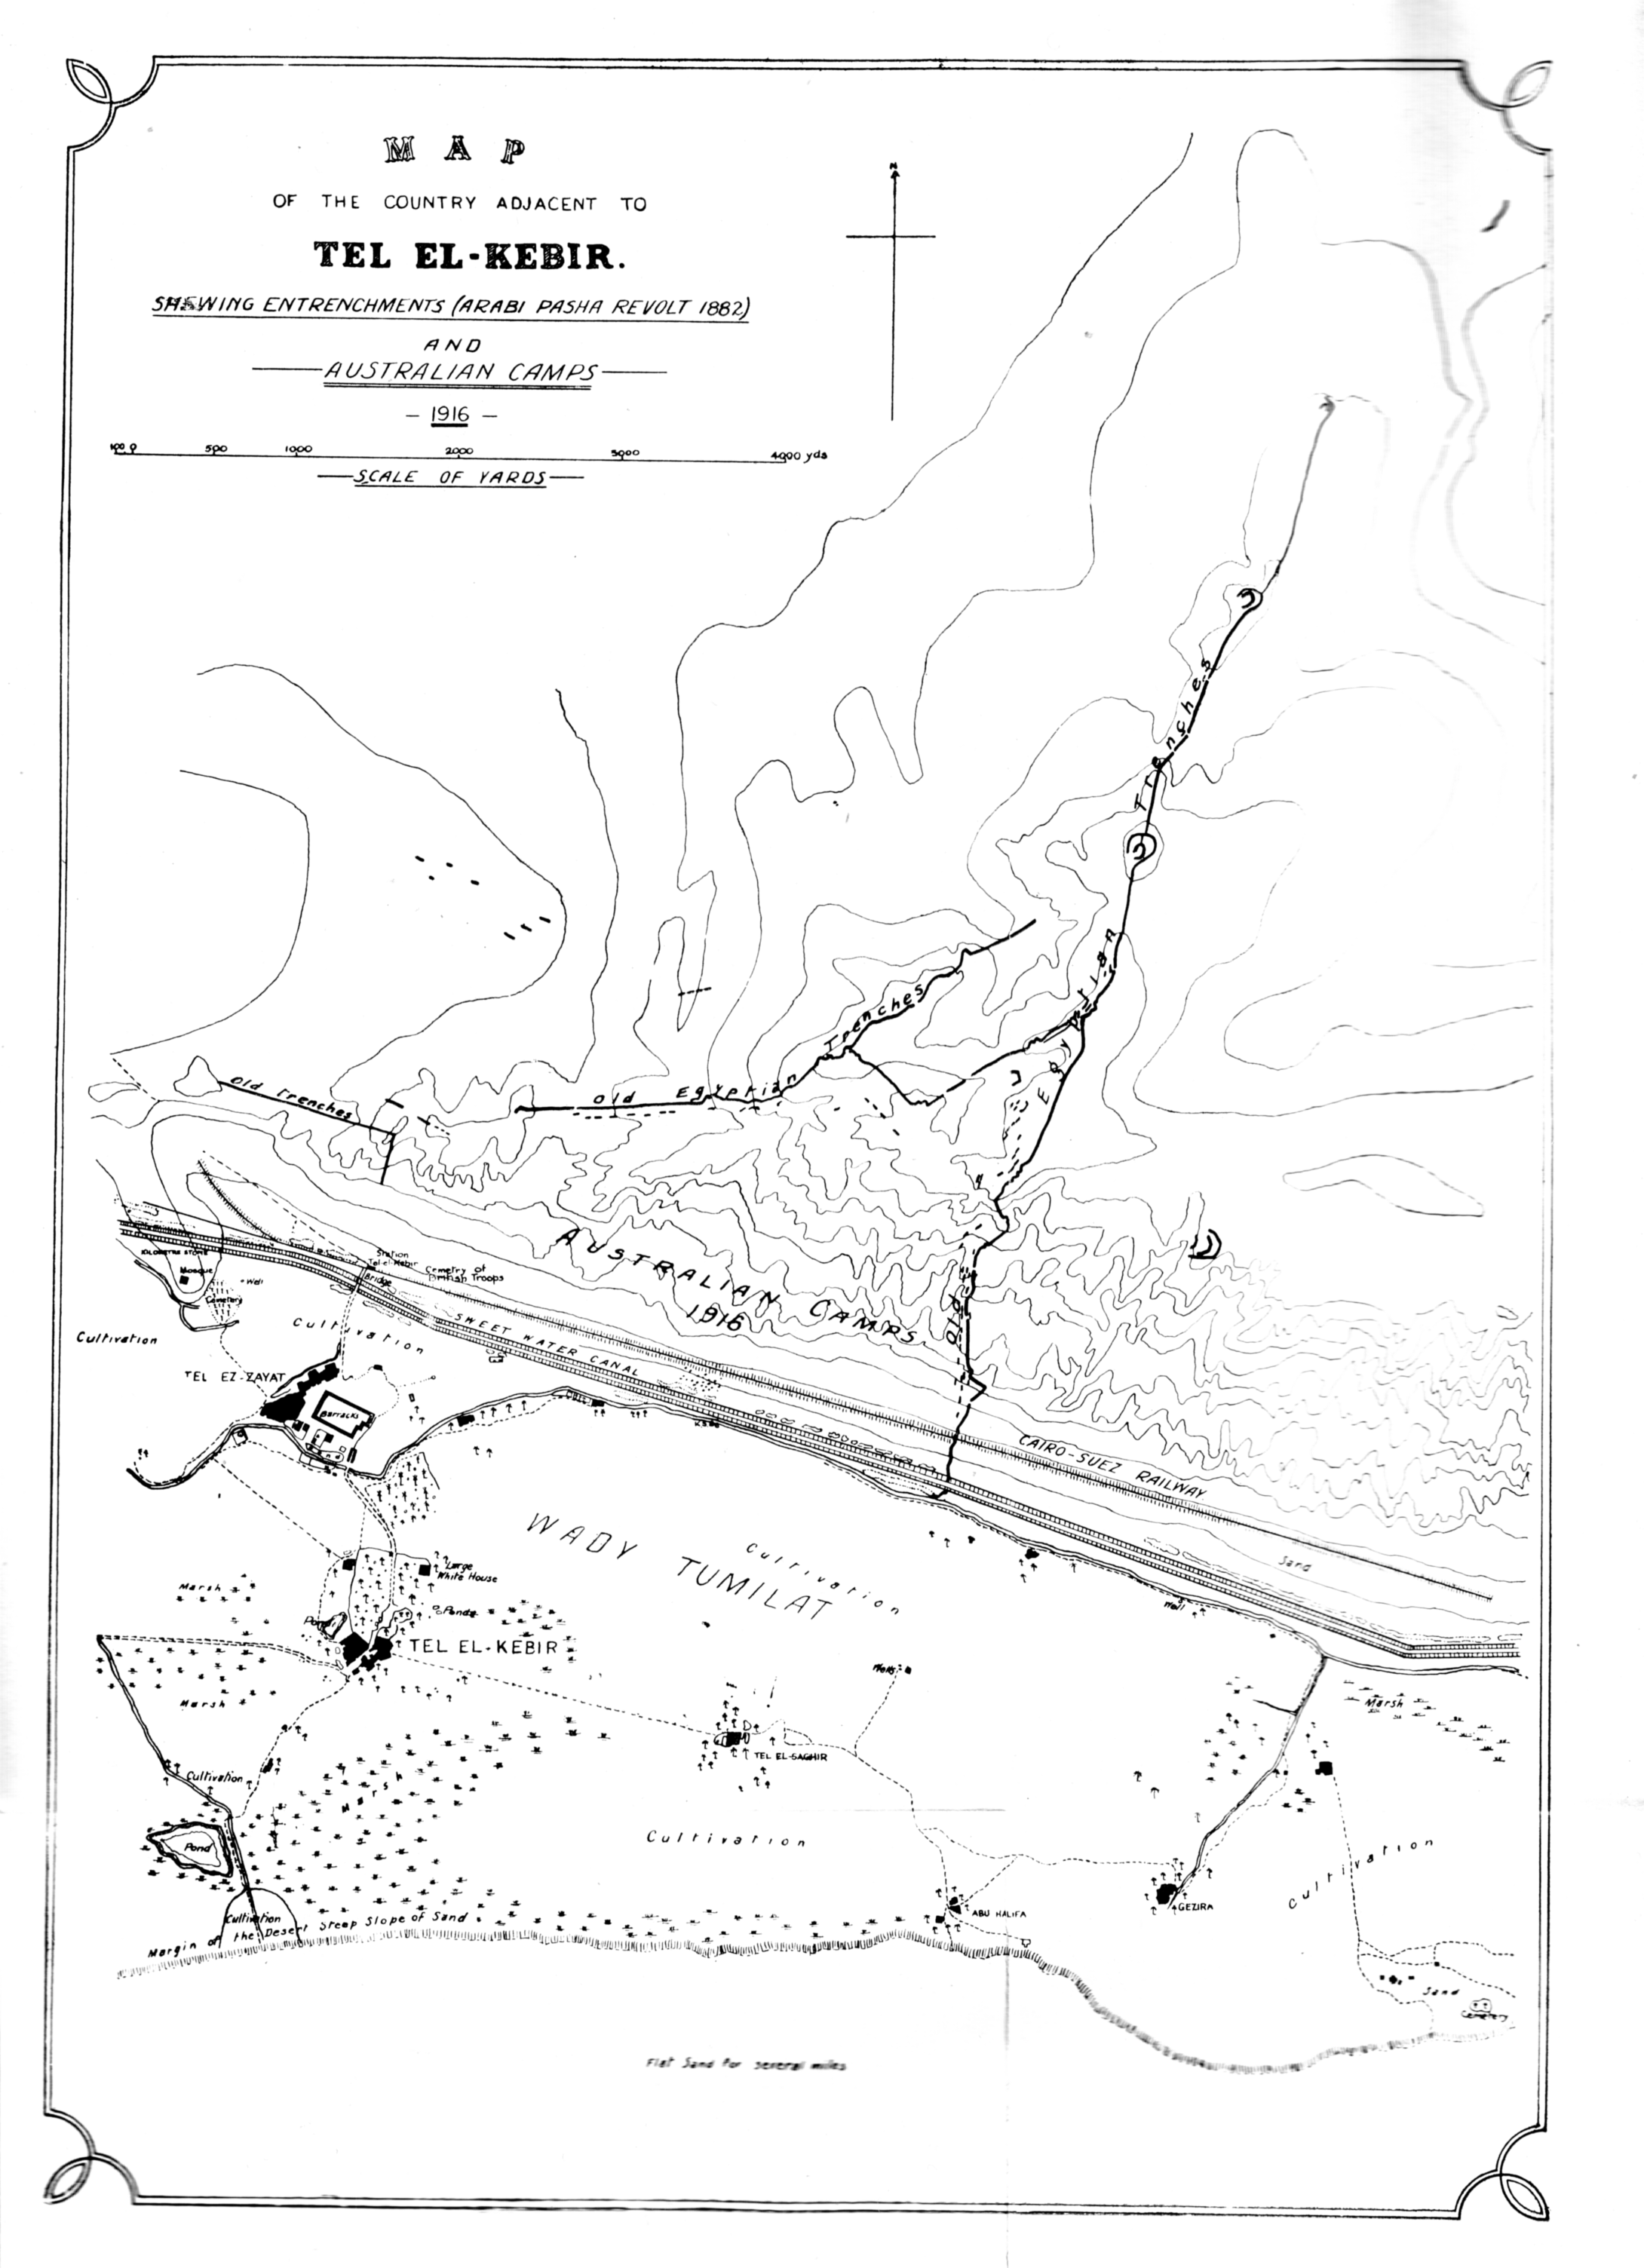 MAP
OF THE COUNTRY ADJACENT TO
TEL EL-KEBIR.
SHEWING ENTRENCHMENTS (ARABI PASHA REVOLT 1882)
AND
AUSTRALIAN CAMPS
- 1916 -
100 0 500 1000 2000 3000 4000 yds
SCALE OF YARDS
N
Old Egyptian Trenches
Old Trenches
Old Egyptian Trenches
KILOMETRE STONE
Mosque
Well
Cemetery
Station
Tel-el-Kebir
Bridge
Cemetry of
British Troops
AUSTRALIAN CAMPS
1916
Cultivation
Cultivation
SWEET WATER CANAL
TEL EZ-ZAYAT
Barracks
CAIRO-SUEZ RAILWAY
Sand
WADY TUMILAT
Cultivation
Large
White House
Marsh
Pond
Ponds
TEL EL-KEBIR
Well
Wells
Marsh
Marsh
TEL EL-SAGHIR
Cultivation
Marsh
Pond
Cultivation
Cultivation
ABU HALIFA
GEZIRA
Cultivation
Margin of the Desert Steep Slope of Sand
Sand
Cemetery
Flat Sand for several miles